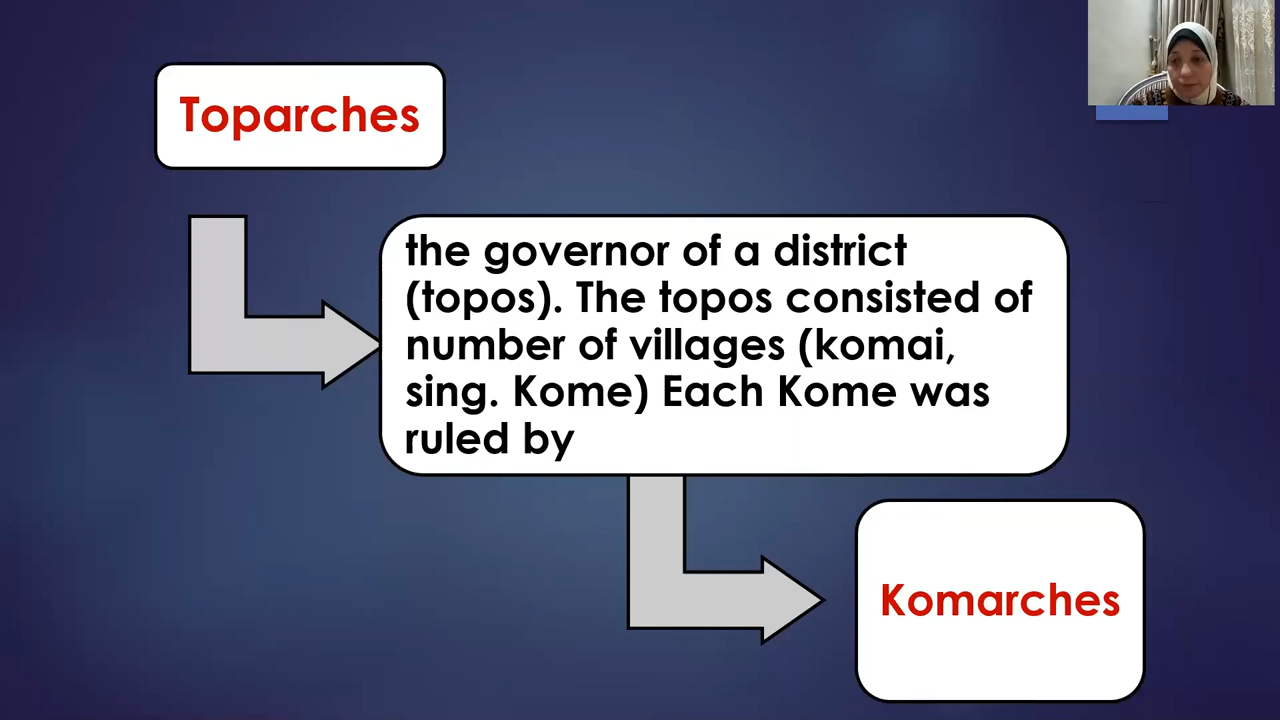 Toparches
the governor of a district
(topos). The topos consisted of
number of villages (komai,
sing. Kome) Each Kome was
ruled by
Komarches